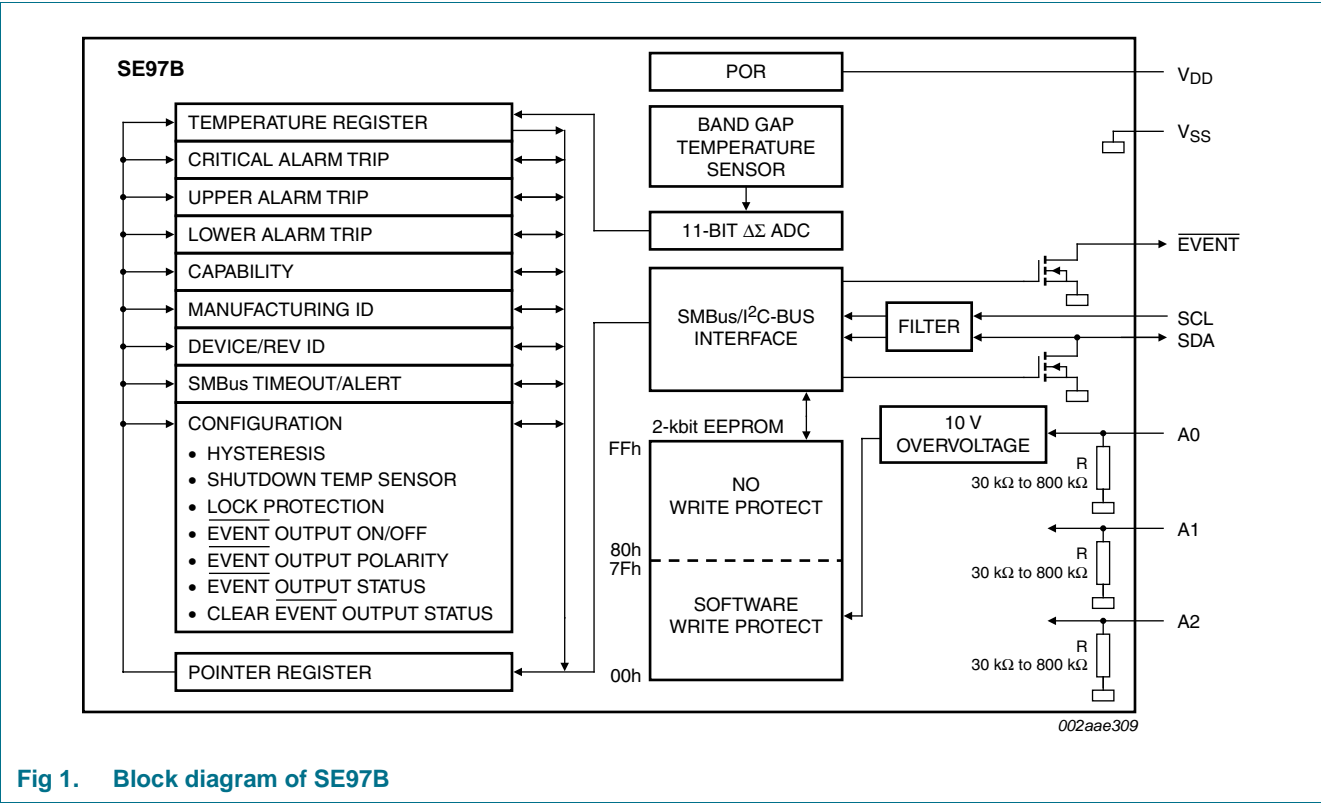 SE97B
TEMPERATURE REGISTER
CRITICAL ALARM TRIP
UPPER ALARM TRIP
LOWER ALARM TRIP
CAPABILITY
MANUFACTURING ID
DEVICE/REV ID
SMBus TIMEOUT/ALERT
CONFIGURATION
• HYSTERESIS
• SHUTDOWN TEMP SENSOR
• LOCK PROTECTION
• EVENT OUTPUT ON/OFF
• EVENT OUTPUT POLARITY
• EVENT OUTPUT STATUS
• CLEAR EVENT OUTPUT STATUS
POINTER REGISTER
POR
BAND GAP
TEMPERATURE
SENSOR
11-BIT ΔΣ ADC
SMBus/I2C-BUS
INTERFACE
FILTER
2-kbit EEPROM
FFh
NO
WRITE PROTECT
80h
7Fh
SOFTWARE
WRITE PROTECT
00h
10 V
OVERVOLTAGE
R
30 kΩ to 800 kΩ
R
30 kΩ to 800 kΩ
R
30 kΩ to 800 kΩ
VDD
VSS
EVENT
SCL
SDA
A0
A1
A2
002aae309
Fig 1. Block diagram of SE97B